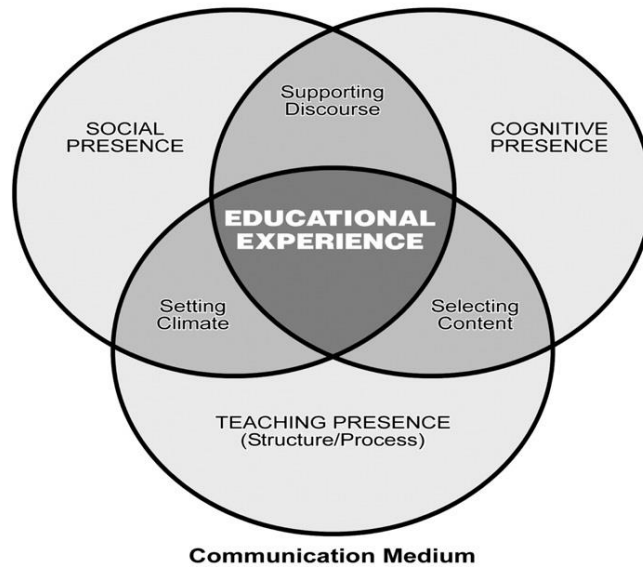 Supporting
Discourse
SOCIAL
PRESENCE
COGNITIVE
PRESENCE
EDUCATIONAL
EXPERIENCE
Setting
Climate
Selecting
Content
TEACHING PRESENCE
(Structure/Process)
Communication Medium